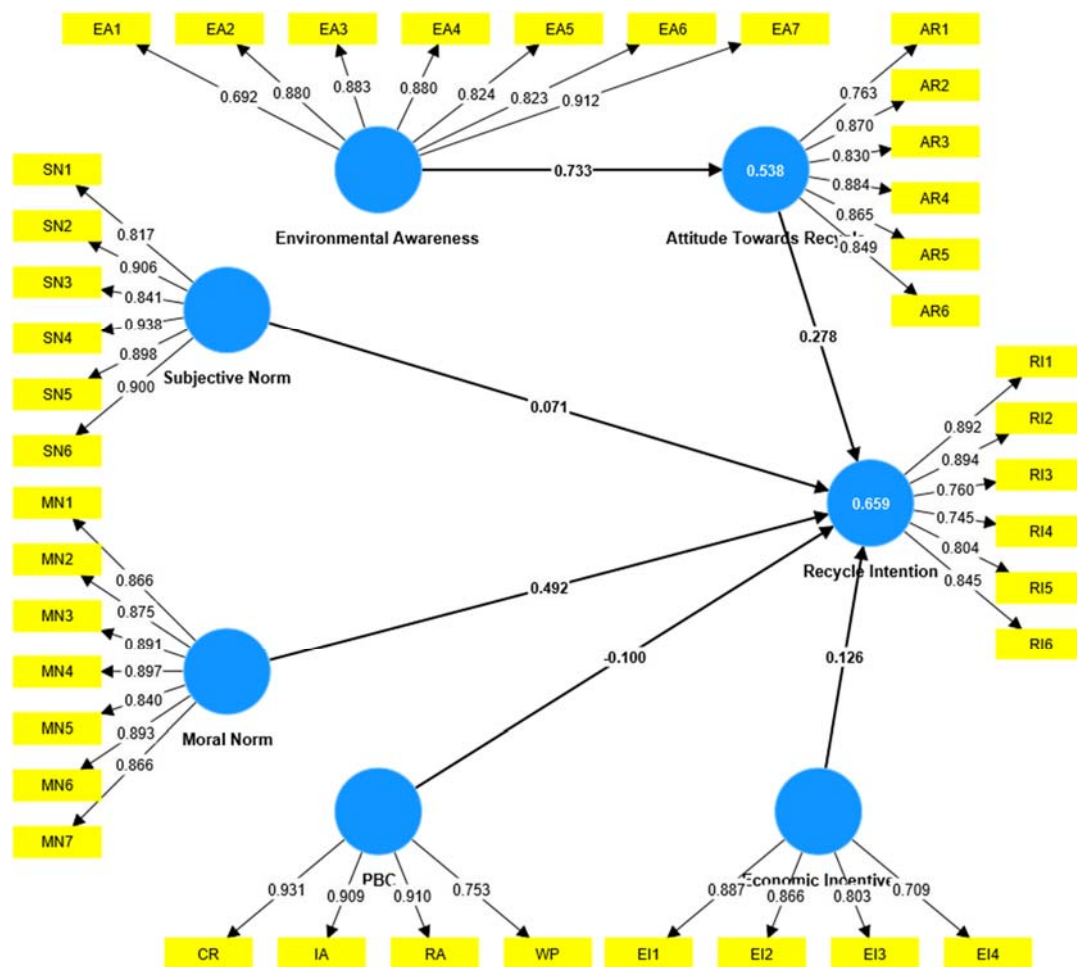 EA1 EA2 EA3 EA4 EA5 EA6 EA7
0.692 0.880 0.883 0.880 0.824 0.823 0.912
Environmental Awareness
0.733
AR1
AR2
AR3
AR4
AR5
AR6
0.763
0.870
0.830
0.884
0.865
0.849
0.538
Attitude Towards Recycle
0.278
SN1
SN2
SN3
SN4
SN5
SN6
0.817
0.906
0.841
0.938
0.898
0.900
Subjective Norm
0.071
RI1
RI2
RI3
RI4
RI5
RI6
0.892
0.894
0.760
0.745
0.804
0.845
0.659
Recycle Intention
MN1
MN2
MN3
MN4
MN5
MN6
MN7
0.866
0.875
0.891
0.897
0.840
0.893
0.866
Moral Norm
0.492
-0.100
0.126
PBC
0.931 0.909 0.910 0.753
CR IA RA WP
Economic Incentive
0.887 0.866 0.803 0.709
EI1 EI2 EI3 EI4